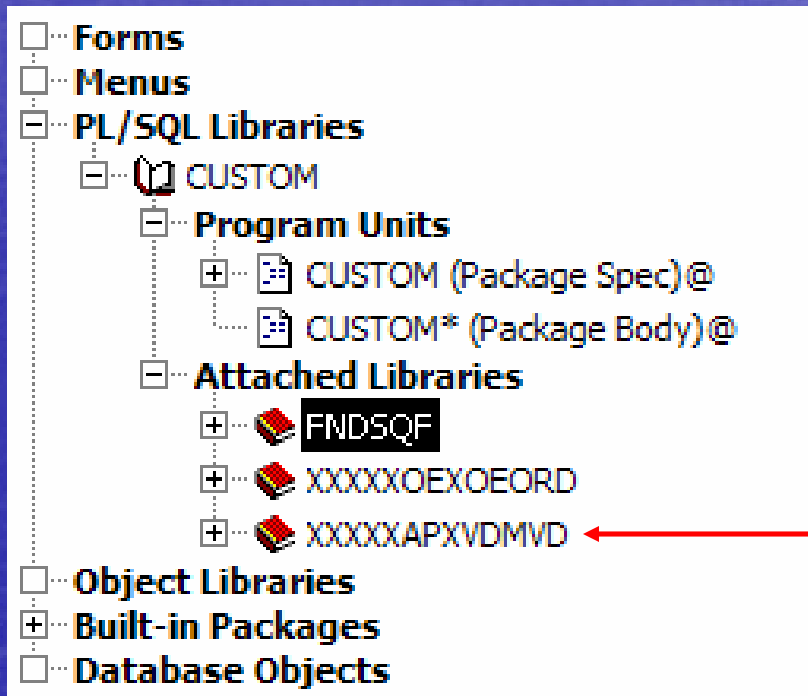 Forms
Menus
PL/SQL Libraries
CUSTOM
Program Units
CUSTOM (Package Spec)@
CUSTOM* (Package Body)@
Attached Libraries
FNDSQF
XXXXXOEXOEORD
XXXXXAPXVDMVD
Object Libraries
Built-in Packages
Database Objects